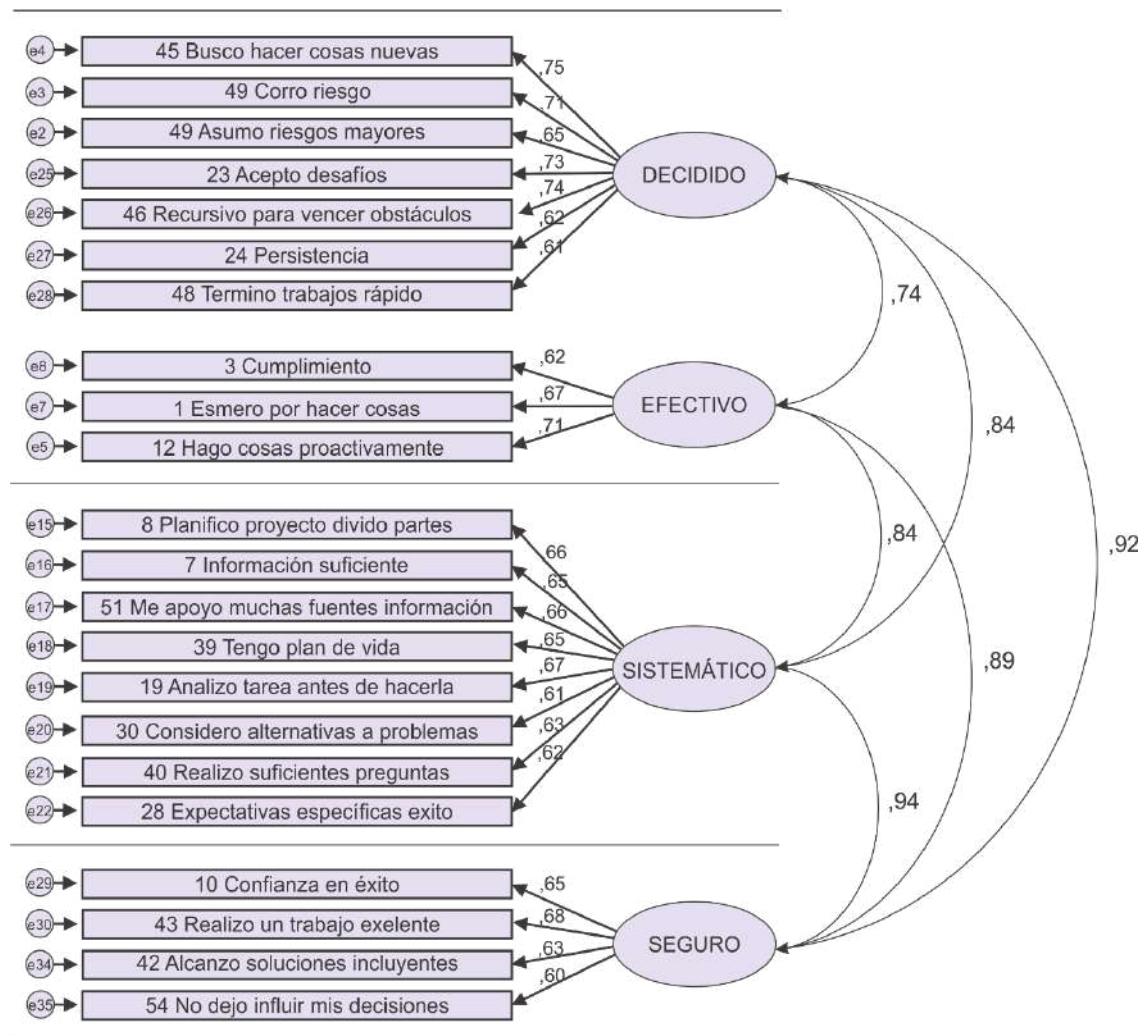 e4 45 Busco hacer cosas nuevas ,75
e3 49 Corro riesgo ,71
e2 49 Asumo riesgos mayores ,65
e25 23 Acepto desafíos ,73
DECIDIDO
e26 46 Recursivo para vencer obstáculos ,74
e27 24 Persistencia ,62
e28 48 Termino trabajos rápido ,61
,74
e8 3 Cumplimiento ,62
e7 1 Esmero por hacer cosas ,67
EFECTIVO
e5 12 Hago cosas proactivamente ,71
,84
e15 8 Planifico proyecto divido partes ,66
,84
,92
e16 7 Información suficiente ,65
e17 51 Me apoyo muchas fuentes información ,66
e18 39 Tengo plan de vida ,65
SISTEMÁTICO
,89
e19 19 Analizo tarea antes de hacerla ,67
e20 30 Considero alternativas a problemas ,61
e21 40 Realizo suficientes preguntas ,63
e22 28 Expectativas específicas exito ,62
,94
e29 10 Confianza en éxito ,65
e30 43 Realizo un trabajo exelente ,68
SEGURO
e34 42 Alcanzo soluciones incluyentes ,63
e35 54 No dejo influir mis decisiones ,60